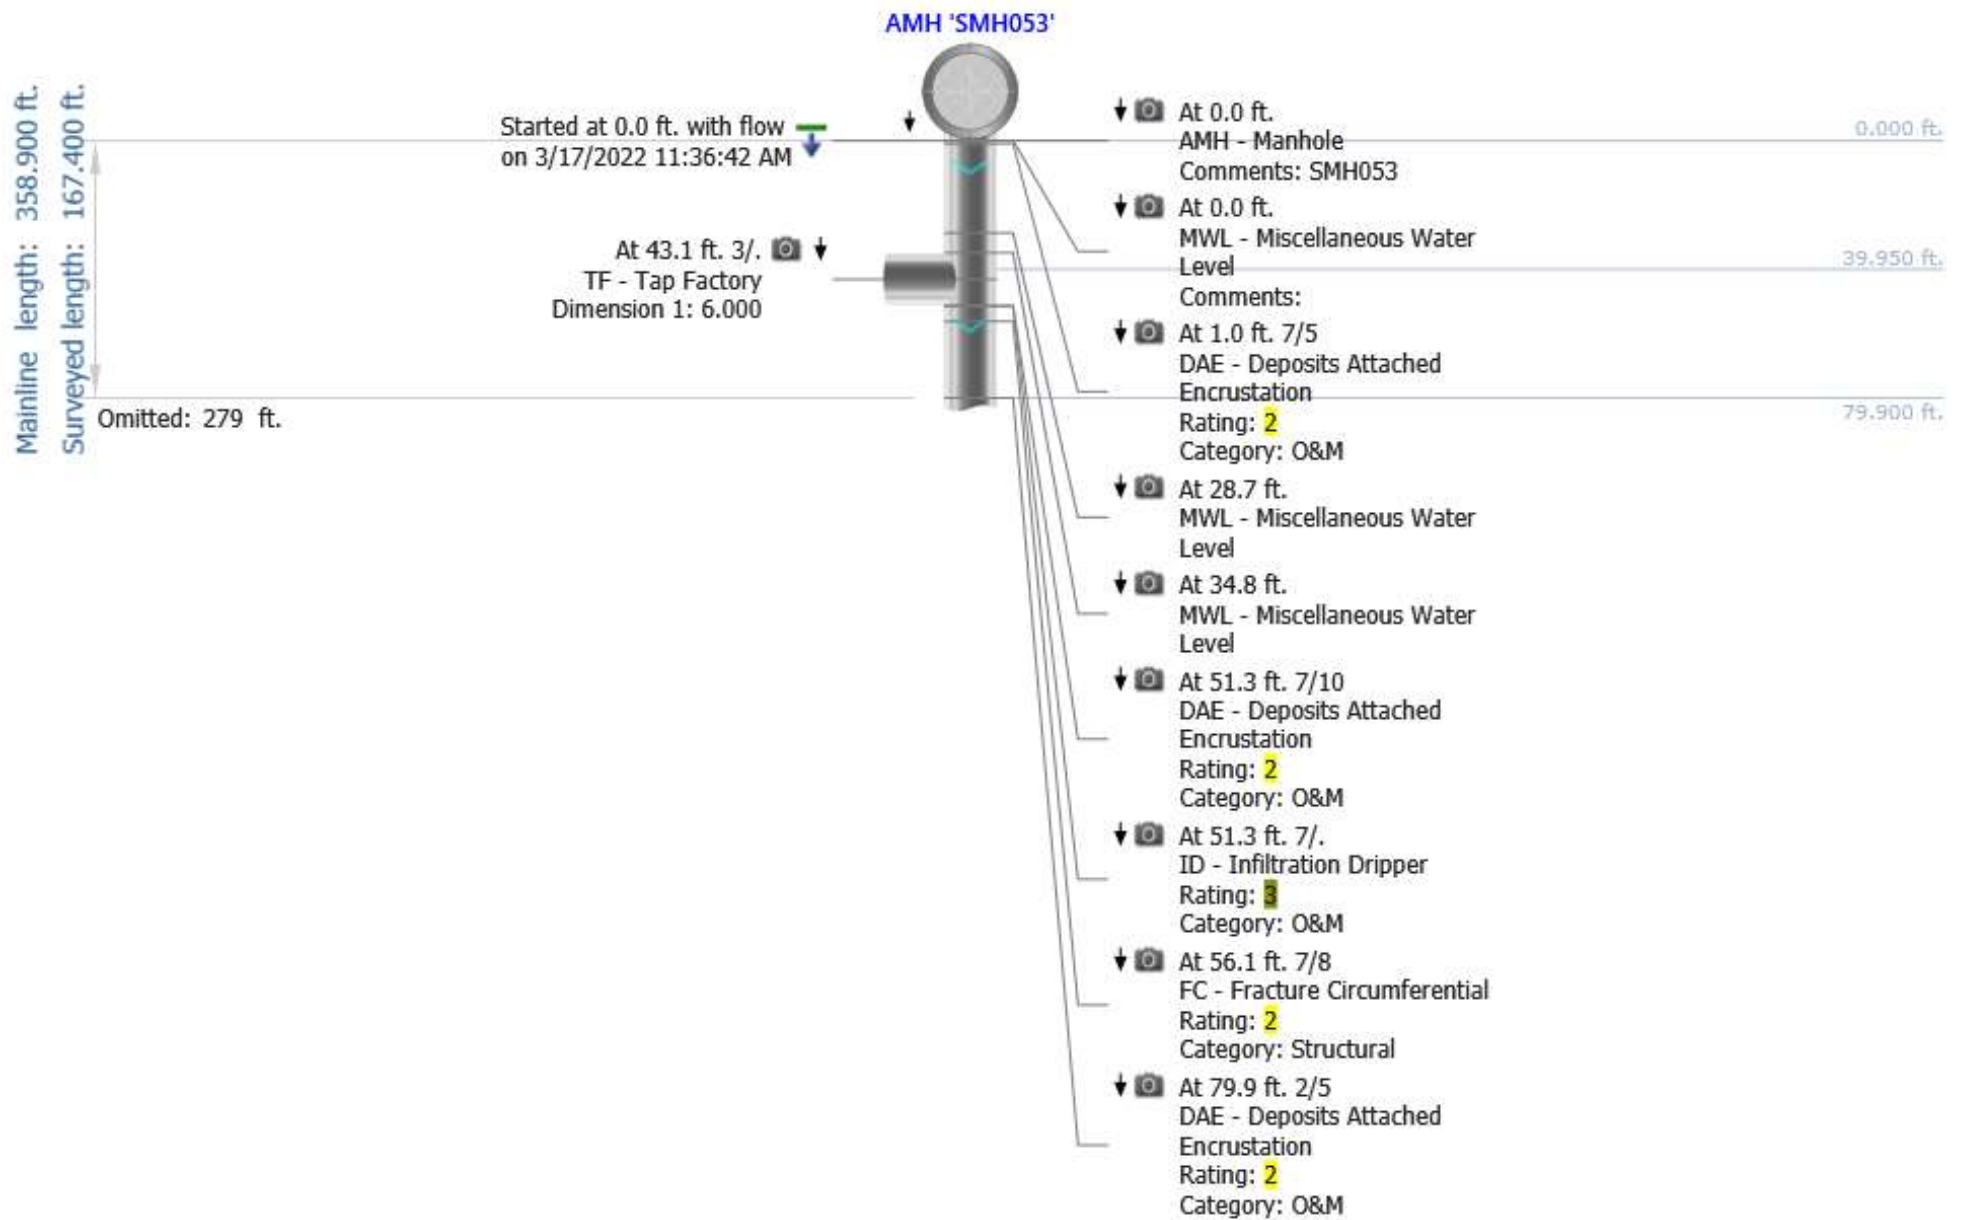 AMH 'SMH053'
Mainline length: 358.900 ft.
Surveyed length: 167.400 ft.
Started at 0.0 ft. with flow
on 3/17/2022 11:36:42 AM
At 43.1 ft. 3/.
TF - Tap Factory
Dimension 1: 6.000
Omitted: 279 ft.
At 0.0 ft.
AMH - Manhole
Comments: SMH053
At 0.0 ft.
MWL - Miscellaneous Water
Level
Comments:
At 1.0 ft. 7/5
DAE - Deposits Attached
Encrustation
Rating: 2
Category: O&M
At 28.7 ft.
MWL - Miscellaneous Water
Level
At 34.8 ft.
MWL - Miscellaneous Water
Level
At 51.3 ft. 7/10
DAE - Deposits Attached
Encrustation
Rating: 2
Category: O&M
At 51.3 ft. 7/.
ID - Infiltration Dripper
Rating: 3
Category: O&M
At 56.1 ft. 7/8
FC - Fracture Circumferential
Rating: 2
Category: Structural
At 79.9 ft. 2/5
DAE - Deposits Attached
Encrustation
Rating: 2
Category: O&M
0.000 ft.
39.950 ft.
79.900 ft.